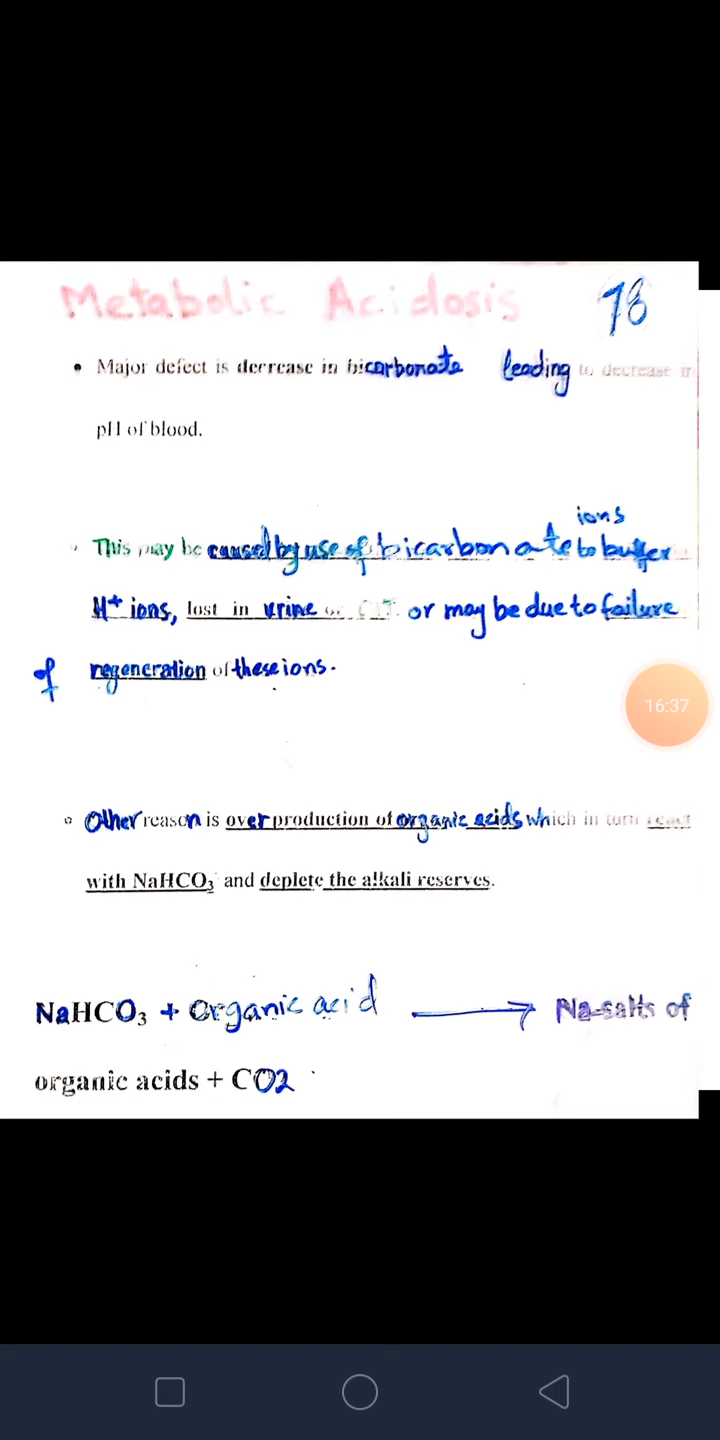 Metabolic Acidosis 78
• Major defect is decrease in bicarbonate leading to decrease in
pH of blood.
ions
This may be caused by use of bicarbonate to buffer
H+ ions, lost in urine or GIT or may be due to failure
of regeneration of these ions.
16:37
Other reason is over production of organic acids which in turn react
with NaHCO3 and deplete the alkali reserves.
NaHCO3 + organic acid → Na-salts of
organic acids + CO2